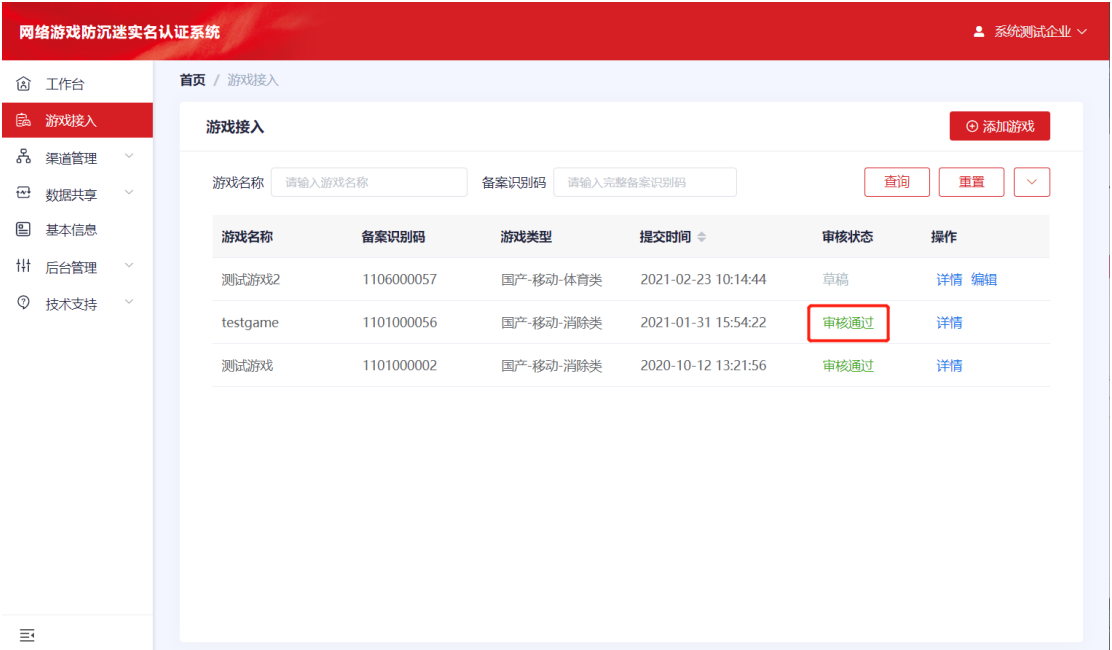 网络游戏防沉迷实名认证系统
系统测试企业
工作台
游戏接入
渠道管理
数据共享
基本信息
后台管理
技术支持
首页 / 游戏接入
游戏接入
添加游戏
游戏名称 请输入游戏名称 备案识别码 请输入完整备案识别码 查询 重置
游戏名称 备案识别码 游戏类型 提交时间 审核状态 操作
测试游戏2 1106000057 国产-移动-体育类 2021-02-23 10:14:44 草稿 详情 编辑
testgame 1101000056 国产-移动-消除类 2021-01-31 15:54:22 审核通过 详情
测试游戏 1101000002 国产-移动-消除类 2020-10-12 13:21:56 审核通过 详情